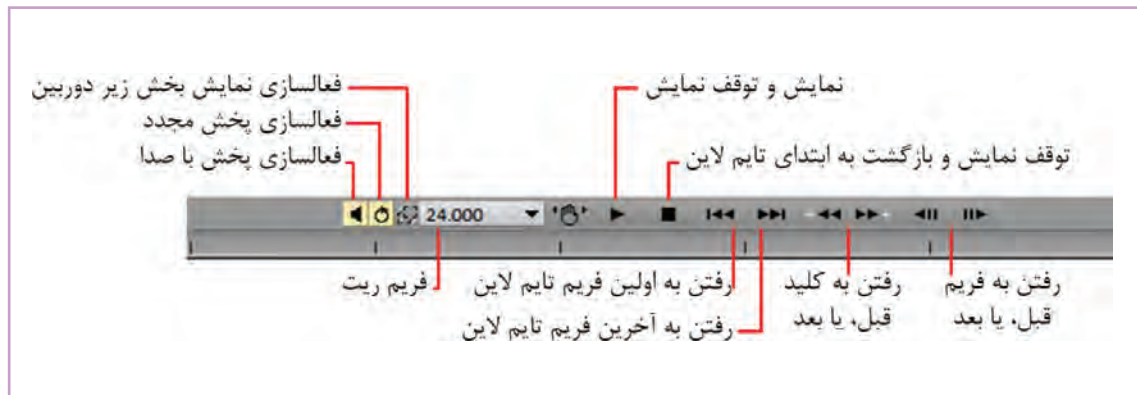 نمایش و توقف نمایش
فعالسازی نمایش بخش زیر دوربین
فعالسازی پخش مجدد
توقف نمایش و بازگشت به ابتدای تایم لاین
فعالسازی پخش با صدا
24.000
رفتن به فریم
قبل، یا بعد
رفتن به کلید
قبل، یا بعد
رفتن به اولین فریم تایم لاین
فریم ریت
رفتن به آخرین فریم تایم لاین